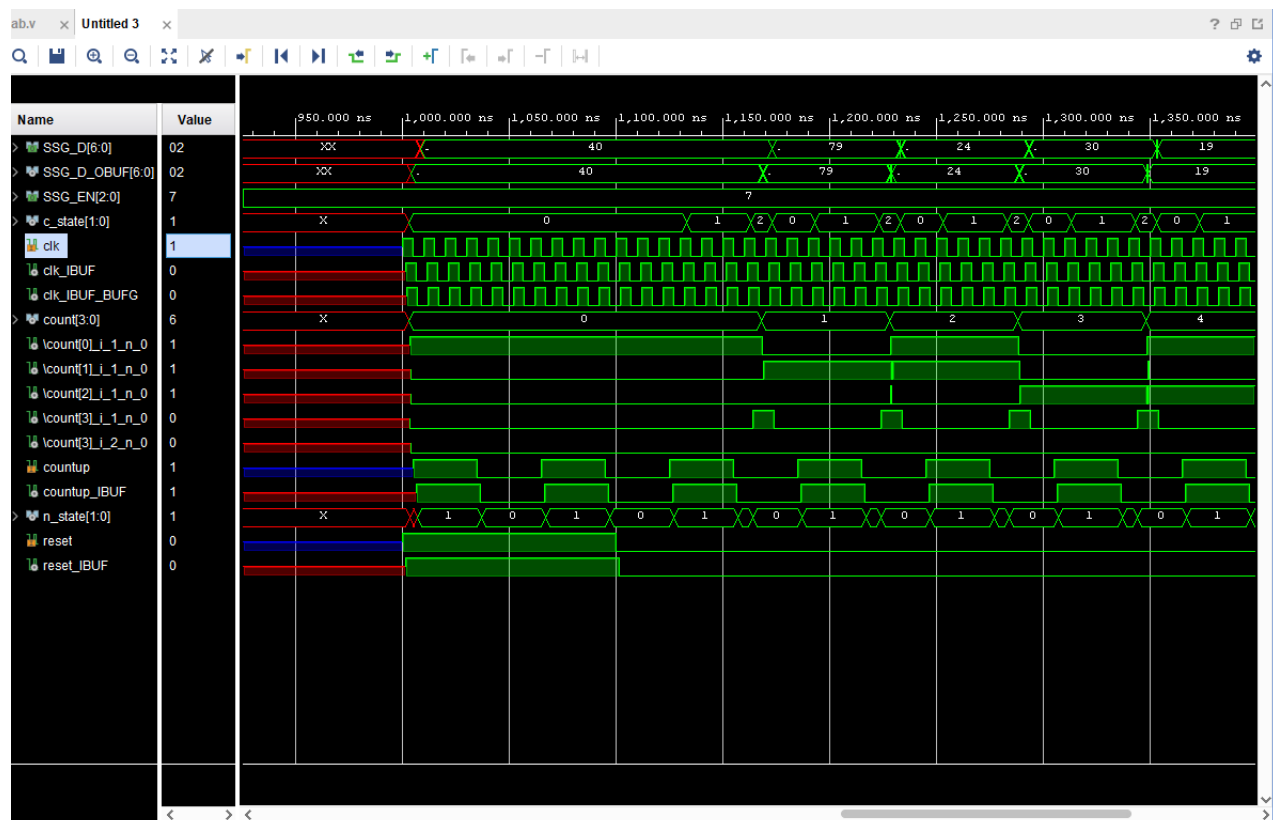 ab.v × Untitled 3 × ?
Name Value 950.000 ns 1,000.000 ns 1,050.000 ns 1,100.000 ns 1,150.000 ns 1,200.000 ns 1,250.000 ns 1,300.000 ns 1,350.000 ns
SSG_D[6:0] 02 XX . 40 . 79 . 24 . 30 19
SSG_D_OBUF[6:0] 02 XX . 40 . 79 . 24 . 30 19
SSG_EN[2:0] 7 7
c_state[1:0] 1 X 0 1 2 0 1 2 0 1 2 0 1 2 0 1
clk 1
clk_IBUF 0
clk_IBUF_BUFG 0
count[3:0] 6 X 0 1 2 3 4
\count[0]_i_1_n_0 1
\count[1]_i_1_n_0 1
\count[2]_i_1_n_0 1
\count[3]_i_1_n_0 0
\count[3]_i_2_n_0 0
countup 1
countup_IBUF 1
n_state[1:0] 1 X 1 0 1 0 1 0 1 0 1 0 1 0 1
reset 0
reset_IBUF 0